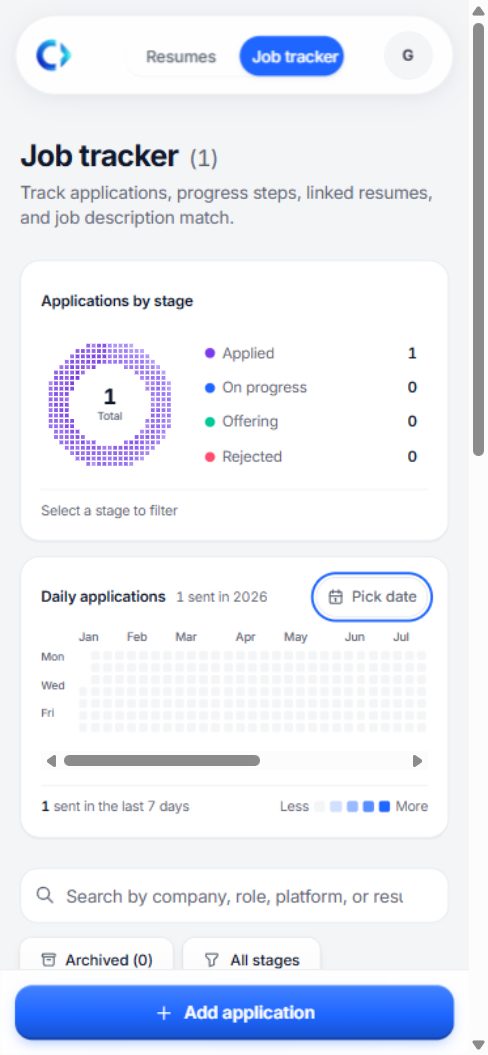 Resumes Job tracker G
Job tracker (1)
Track applications, progress steps, linked resumes,
and job description match.
Applications by stage
1
Total
Applied 1
On progress 0
Offering 0
Rejected 0
Select a stage to filter
Daily applications 1 sent in 2026 Pick date
Jan Feb Mar Apr May Jun Jul
Mon
Wed
Fri
1 sent in the last 7 days Less More
Search by company, role, platform, or resu
Archived (0) All stages
+ Add application